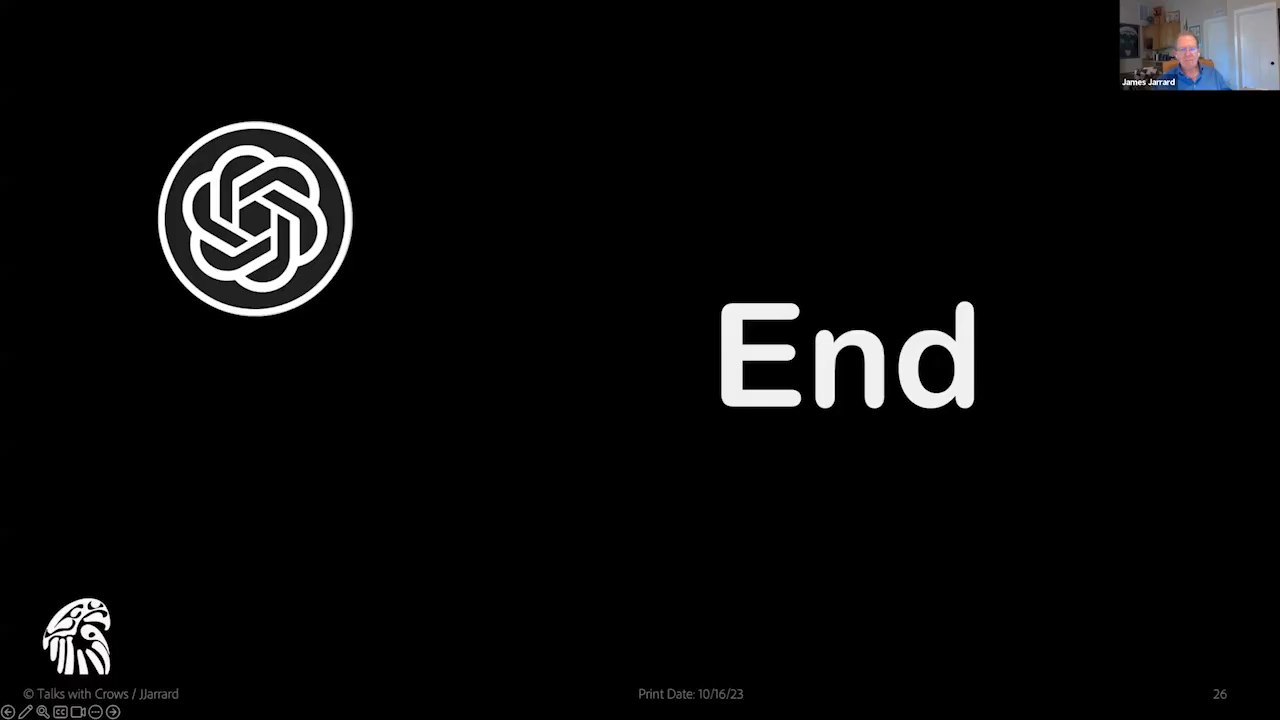 James Jarrard
End
© Talks with Crows / JJarrard
Print Date: 10/16/23
26